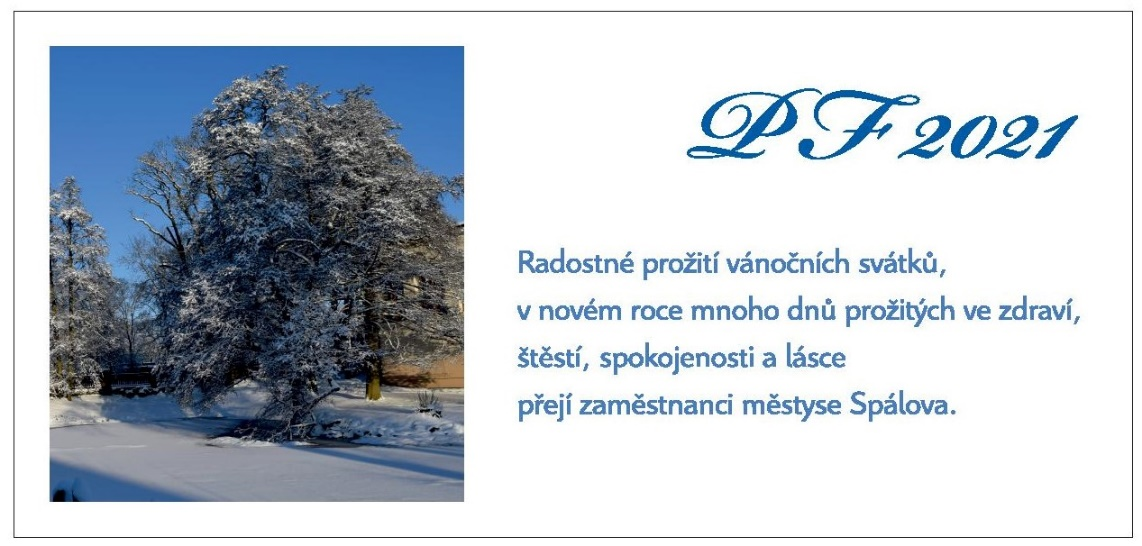 PF 2021
Radostné prožití vánočních svátků,
v novém roce mnoho dnů prožitých ve zdraví,
štěstí, spokojenosti a lásce
přejí zaměstnanci městyse Spálova.